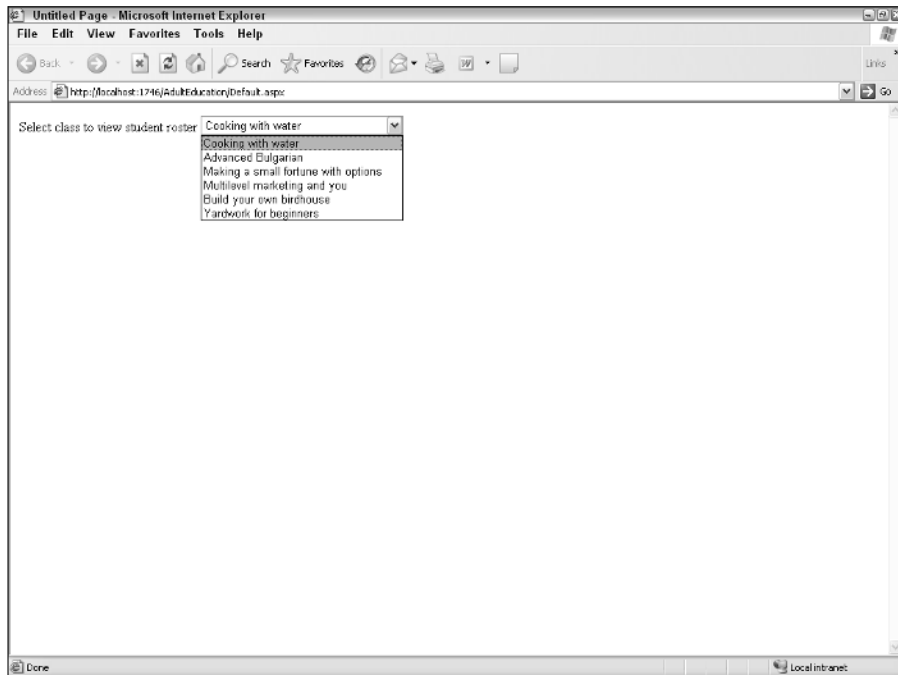 Untitled Page - Microsoft Internet Explorer
File Edit View Favorites Tools Help
Back Search Favorites W Links
Address http://localhost:1746/AdultEducation/Default.aspx Go
Select class to view student roster Cooking with water
Cooking with water
Advanced Bulgarian
Making a small fortune with options
Multilevel marketing and you
Build your own birdhouse
Yardwork for beginners
Done Local intranet